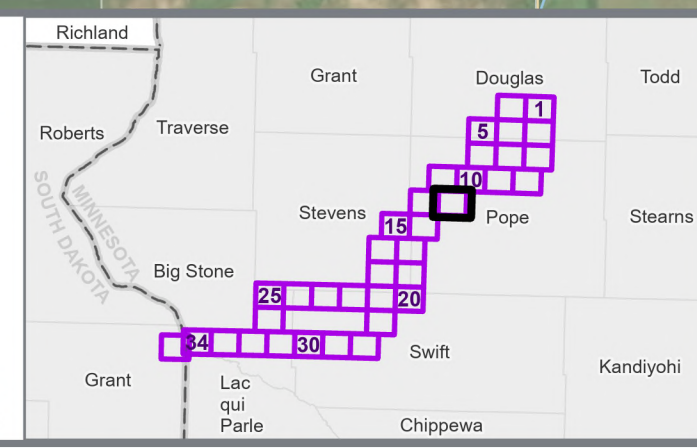 Richland
Grant
Douglas
Todd
1
Roberts
Traverse
5
10
SOUTH DAKOTA
MINNESOTA
Stevens
15
Pope
Stearns
Big Stone
25
20
34
30
Swift
Grant
Lac
qui
Parle
Kandiyohi
Chippewa